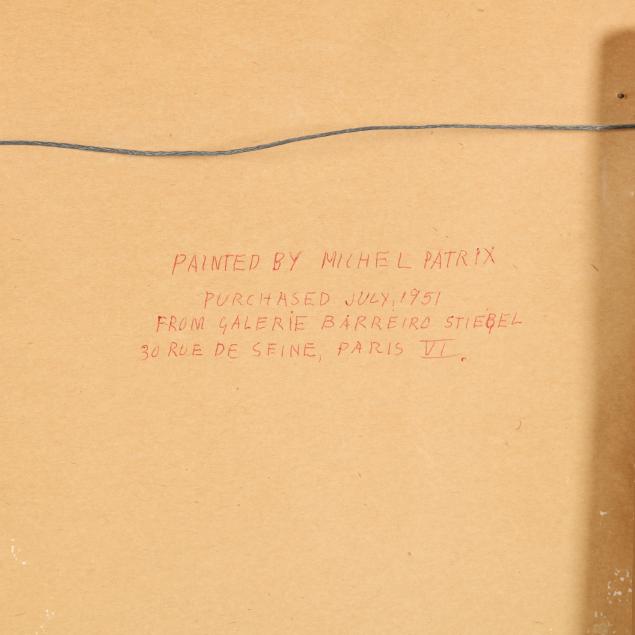 PAINTED BY MICHEL PATRIX
PURCHASED JULY, 1951
FROM GALERIE BARREIRO STIEBEL
30 RUE DE SEINE, PARIS VI.